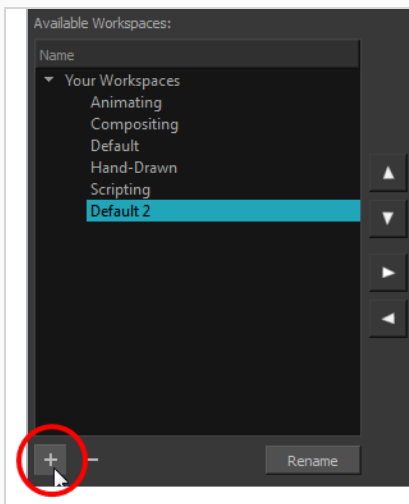 Available Workspaces:
Name
Your Workspaces
Animating
Compositing
Default
Hand-Drawn
Scripting
Default 2
Rename